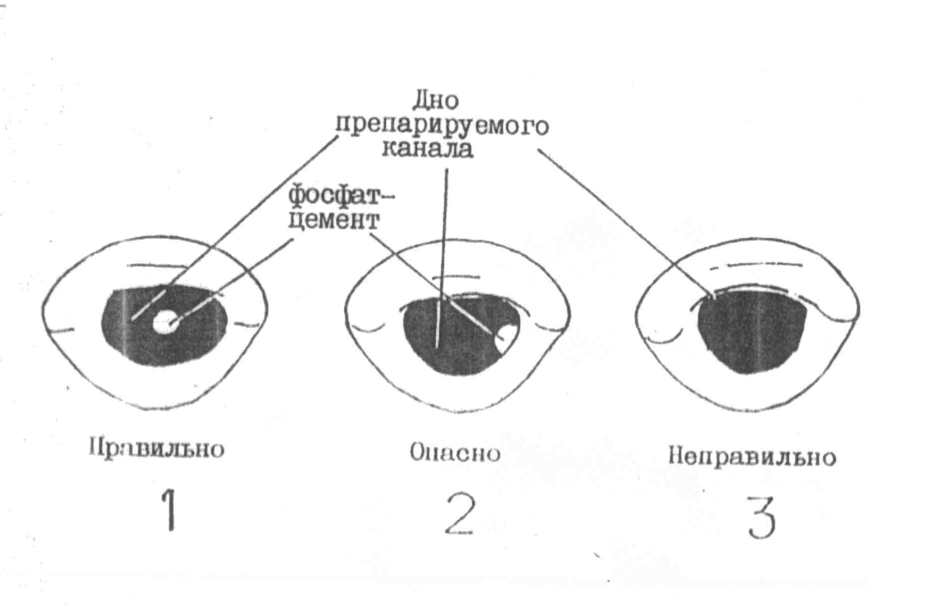 Дно
препарируемого
канала
фосфат-
цемент
Правильно
Опасно
Неправильно
1
2
3